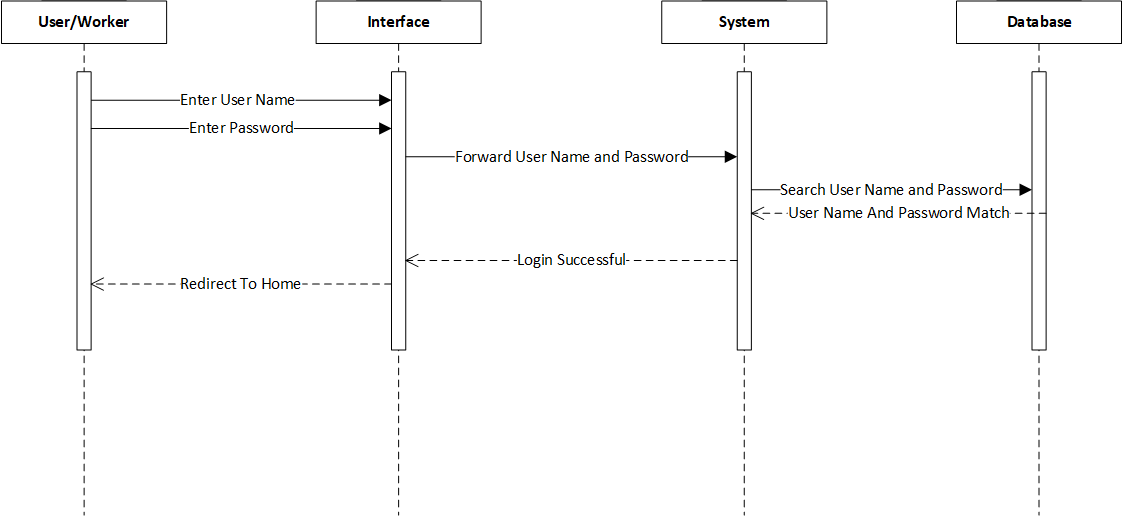 User/Worker
Interface
System
Database
Enter User Name
Enter Password
Forward User Name and Password
Search User Name and Password
User Name And Password Match
Login Successful
Redirect To Home